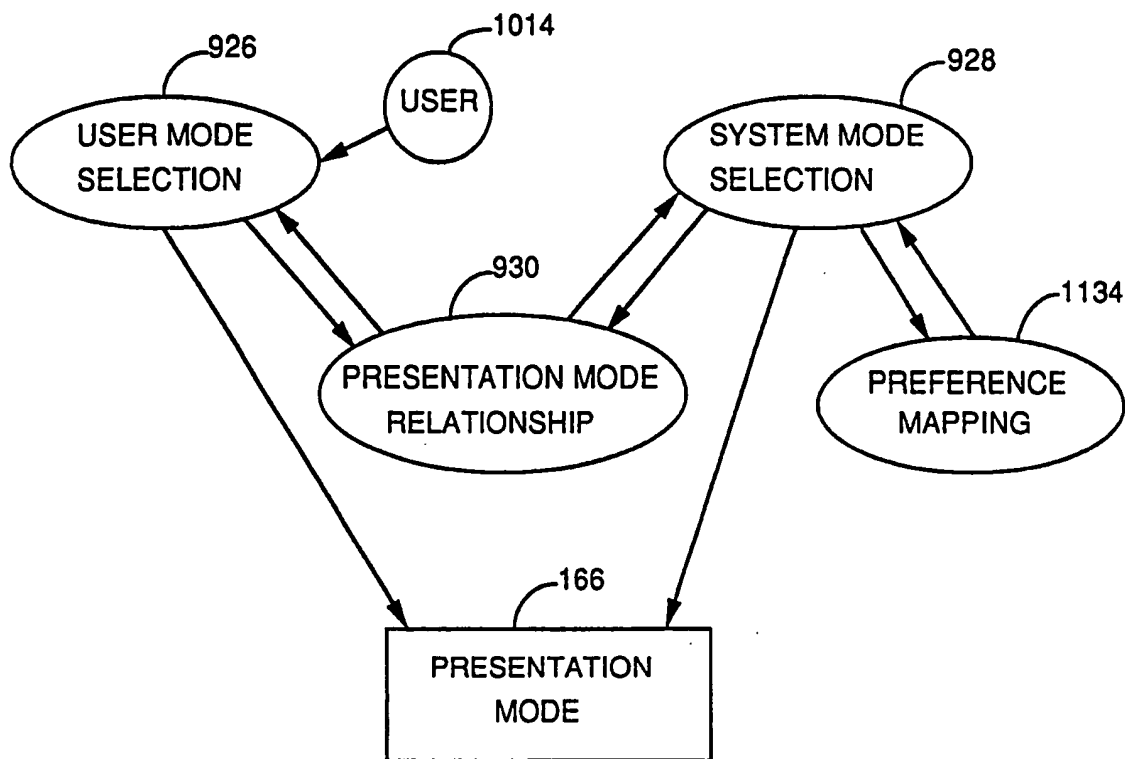 1014
926
928
USER
USER MODE
SELECTION
SYSTEM MODE
SELECTION
930
1134
PRESENTATION MODE
RELATIONSHIP
PREFERENCE
MAPPING
166
PRESENTATION
MODE